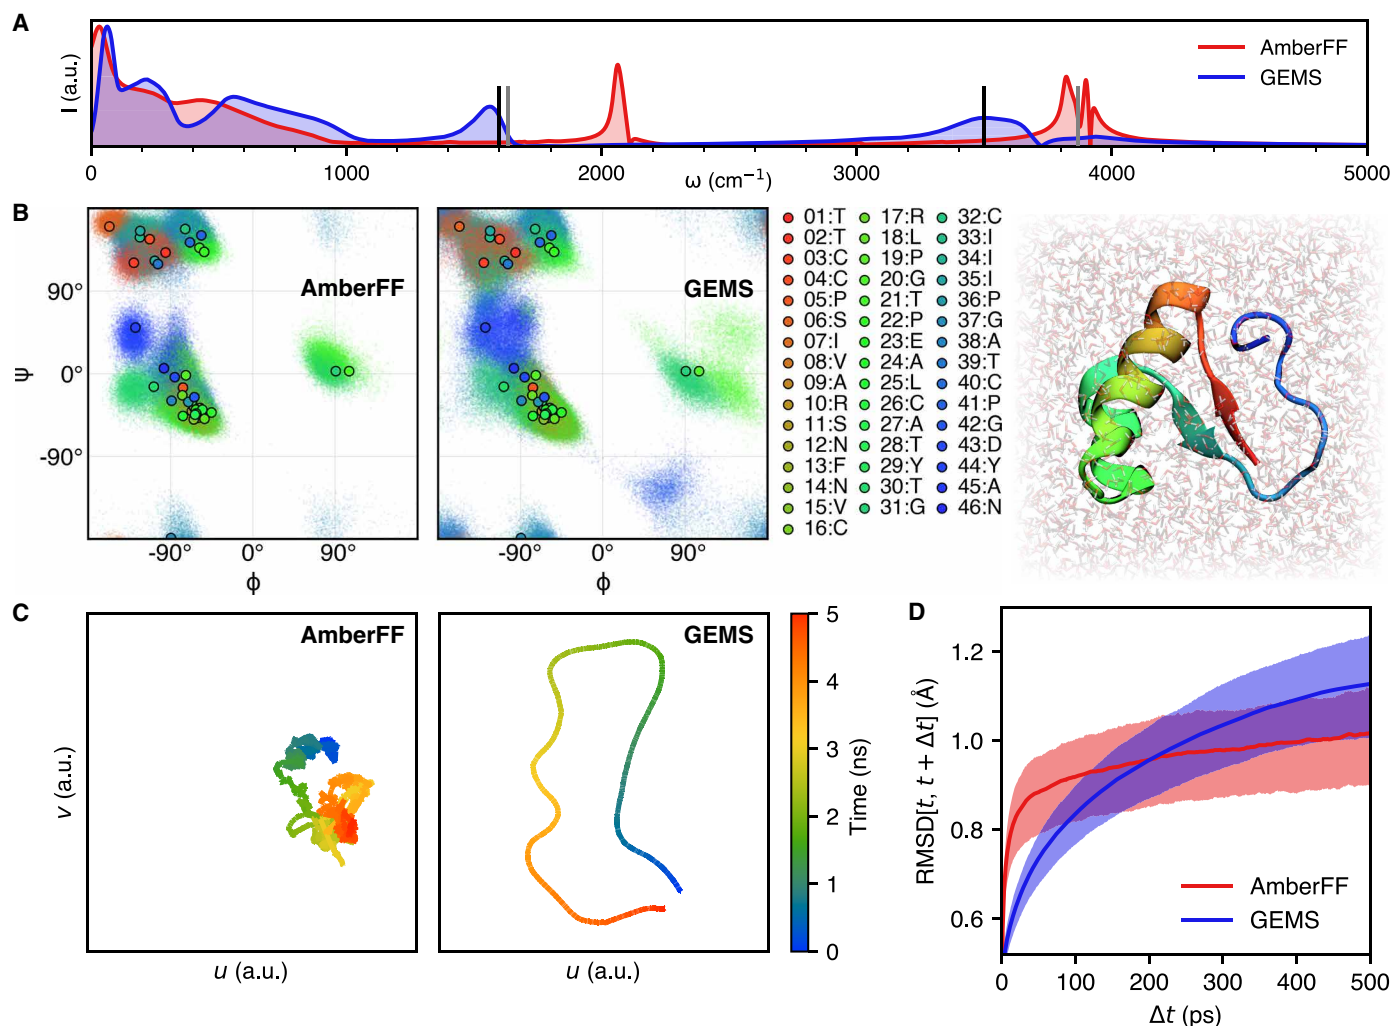 A
I (a.u.)
AmberFF
GEMS
0 1000 2000 3000 4000 5000
ω (cm⁻¹)
B
AmberFF
GEMS
90°
0°
-90°
ψ
-90° 0° 90°
ϕ
-90° 0° 90°
ϕ
01:T 17:R 32:C
02:T 18:L 33:I
03:C 19:P 34:I
04:C 20:G 35:I
05:P 21:T 36:P
06:S 22:P 37:G
07:I 23:E 38:A
08:V 24:A 39:T
09:A 25:L 40:C
10:R 26:C 41:P
11:S 27:A 42:G
12:N 28:T 43:D
13:F 29:Y 44:Y
14:N 30:T 45:A
15:V 31:G 46:N
16:C
C
AmberFF
GEMS
v (a.u.)
u (a.u.)
u (a.u.)
5
4
3
2
1
0
Time (ns)
D
RMSD[t, t + Δt] (Å)
1.2
1.0
0.8
0.6
AmberFF
GEMS
0 100 200 300 400 500
Δt (ps)